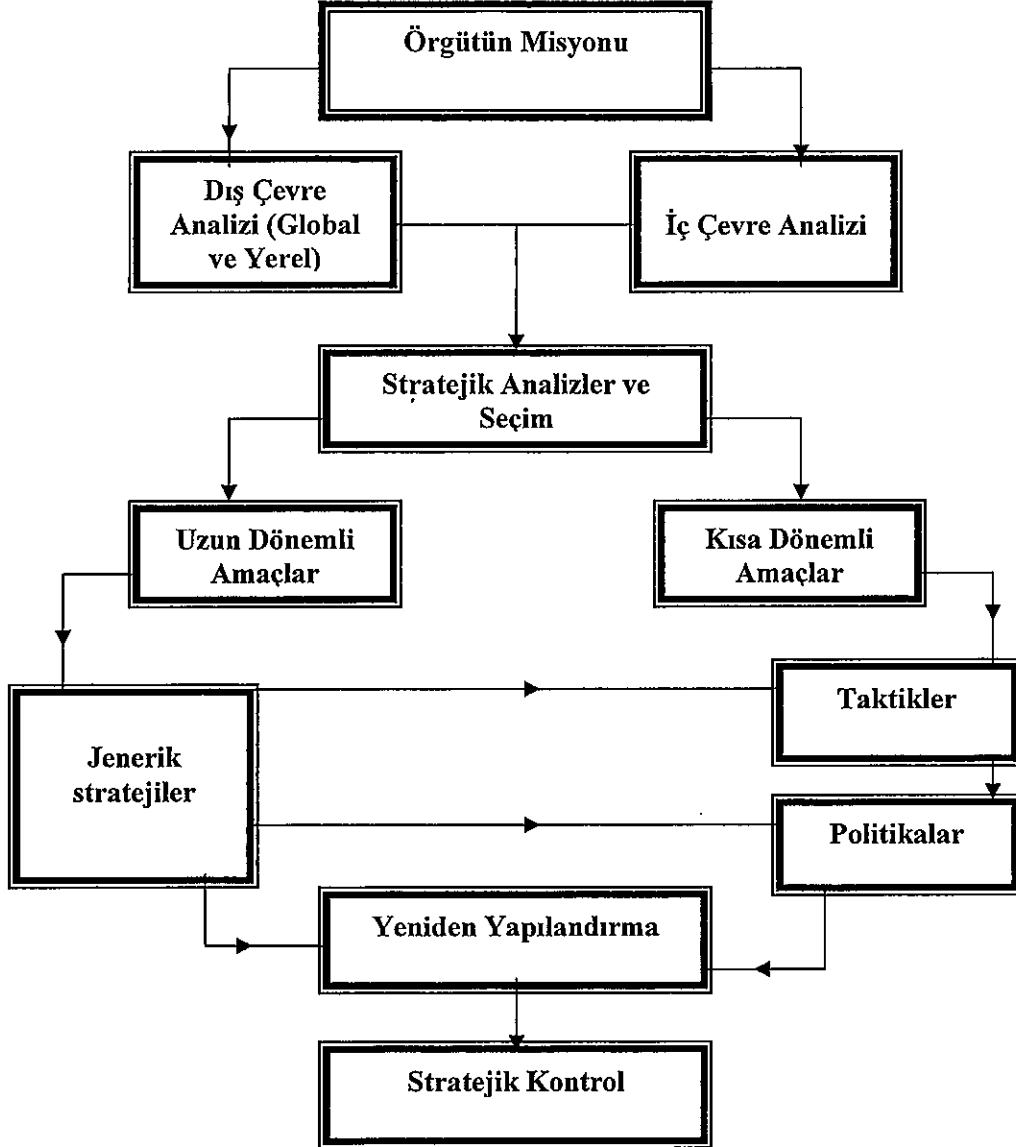 Örgütün Misyonu
Dış Çevre
Analizi (Global
ve Yerel)
İç Çevre Analizi
Stratejik Analizler ve
Seçim
Uzun Dönemli
Amaçlar
Kısa Dönemli
Amaçlar
Jenerik
stratejiler
Taktikler
Politikalar
Yeniden Yapılandırma
Stratejik Kontrol